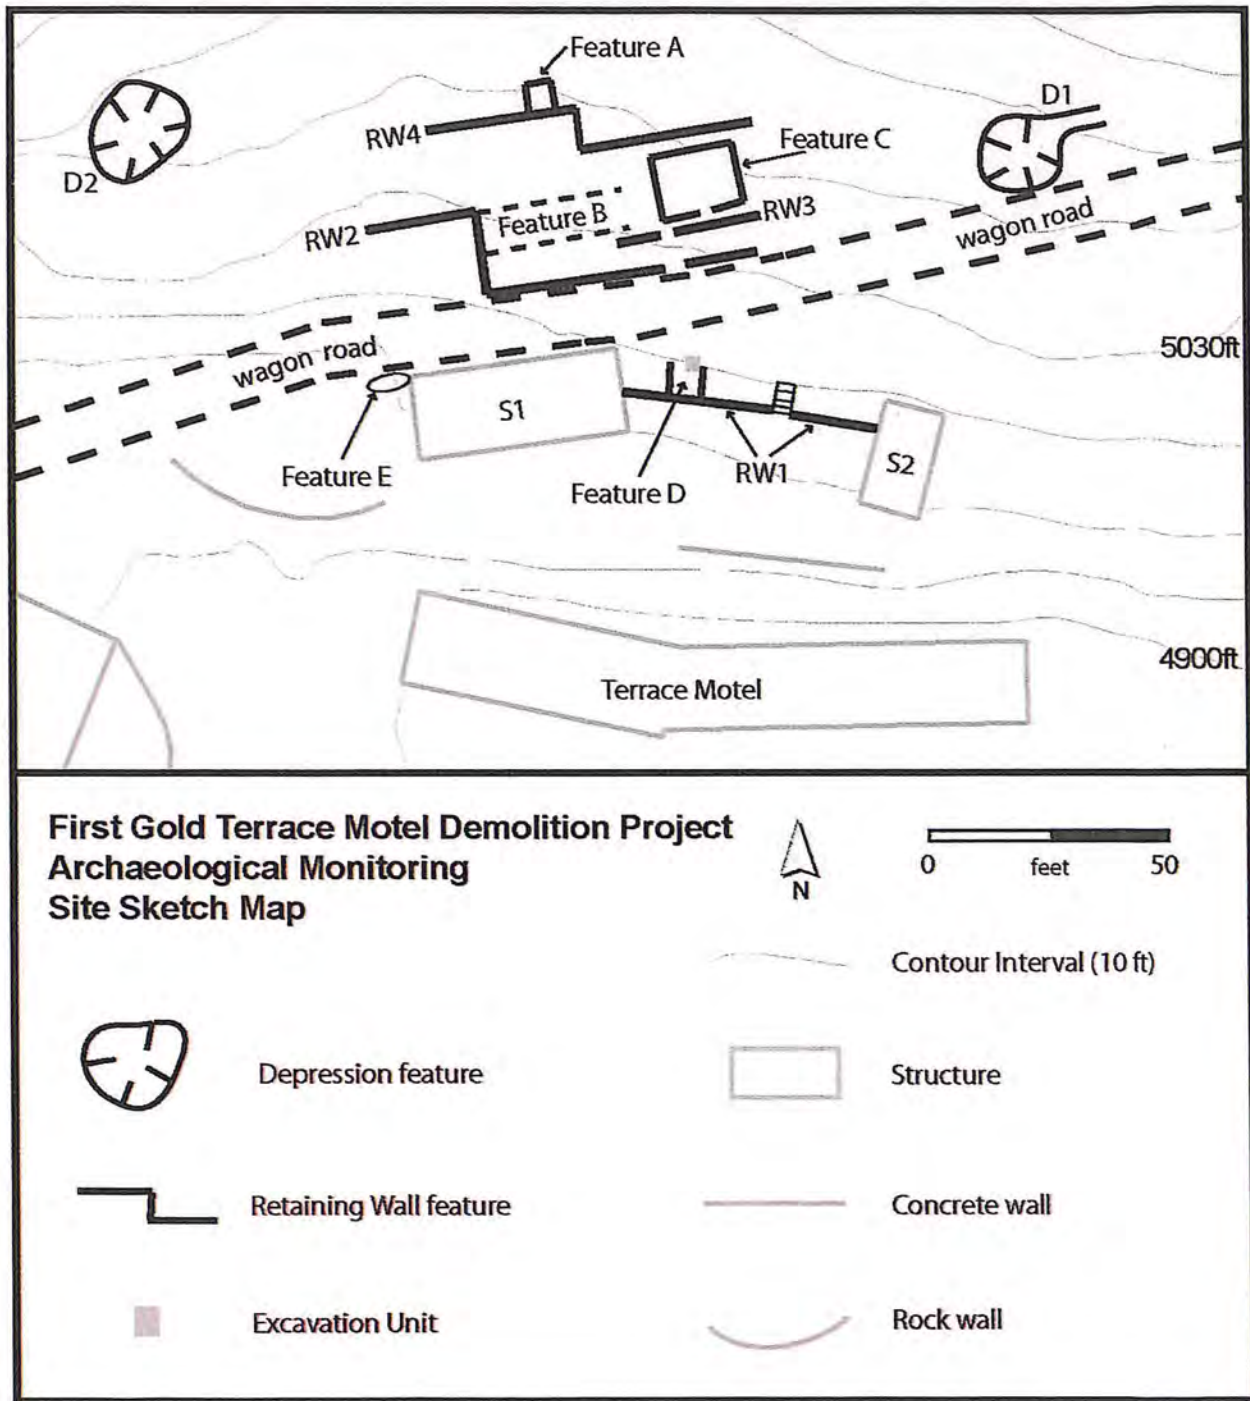 Feature A
D1
RW4
Feature C
D2
RW3
Feature B
RW2
wagon road
5030ft
wagon road
S1
S2
Feature E
Feature D
RW1
4900ft
Terrace Motel
First Gold Terrace Motel Demolition Project
Archaeological Monitoring
Site Sketch Map
N
0 feet 50
Contour Interval (10 ft)
Depression feature
Structure
Retaining Wall feature
Concrete wall
Excavation Unit
Rock wall